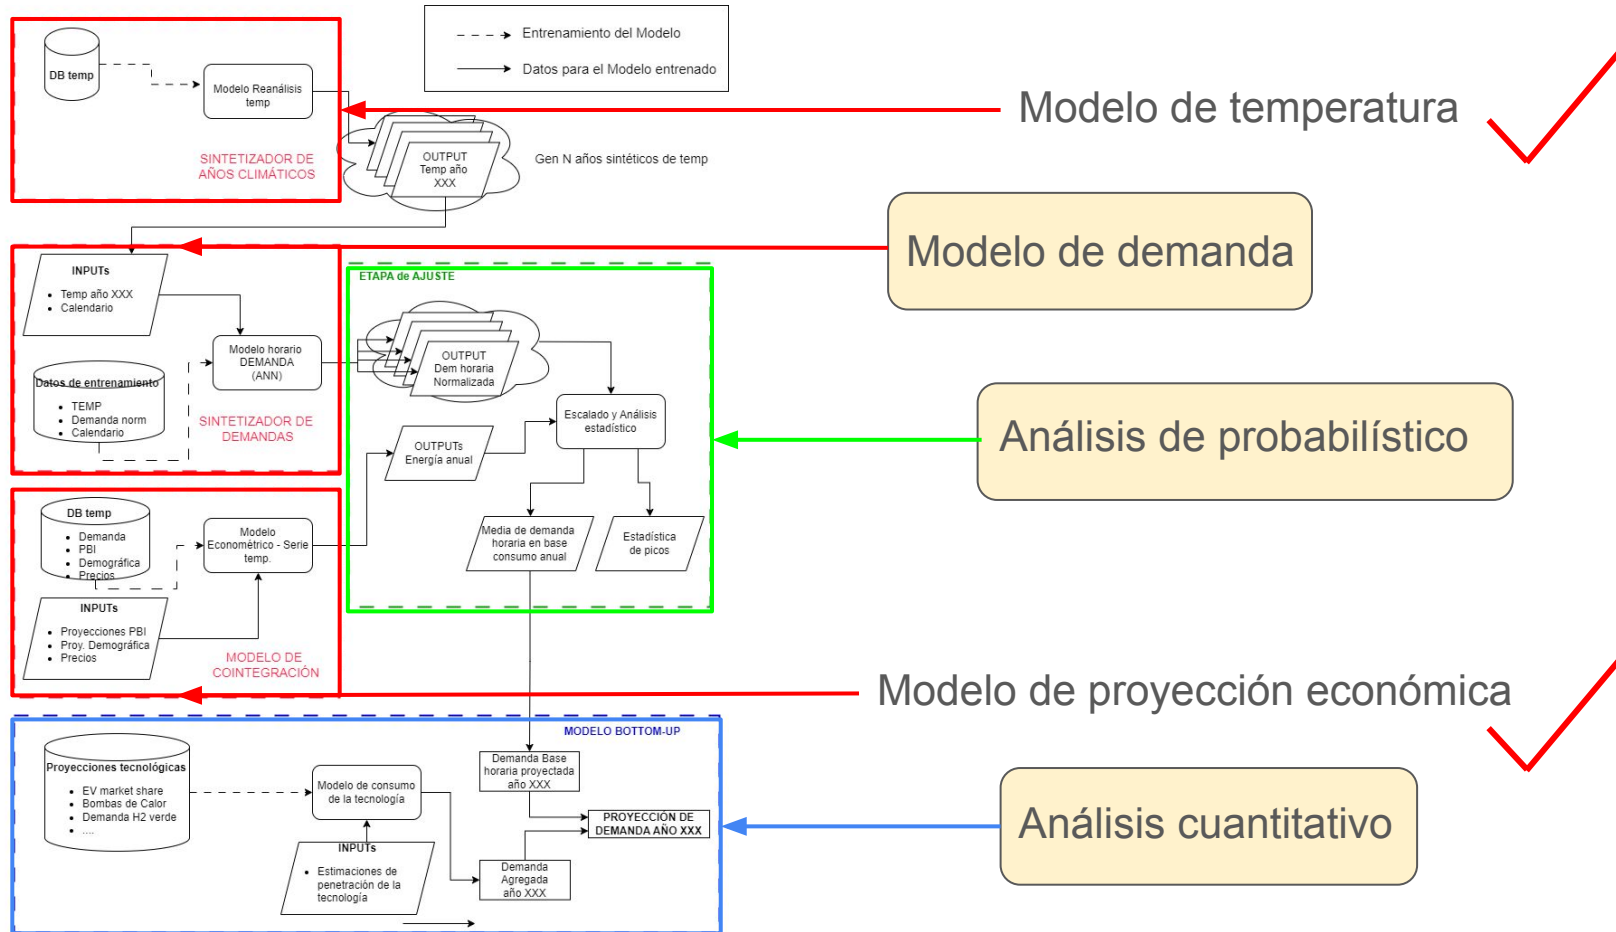 Entrenamiento del Modelo
Datos para el Modelo entrenado
DB temp
Modelo Reanálisis
temp
SINTETIZADOR DE
AÑOS CLIMÁTICOS
OUTPUT
Temp año
XXX
Gen N años sintéticos de temp
Modelo de temperatura
Modelo de demanda
INPUTs
Temp año XXX
Calendario
Modelo horario
DEMANDA
(ANN)
Datos de entrenamiento
TEMP
Demanda norm
Calendario
SINTETIZADOR DE
DEMANDAS
ETAPA de AJUSTE
OUTPUT
Dem horaria
Normalizada
Escalado y Análisis
estadístico
OUTPUTs
Energía anual
Media de demanda
horaria en base
consumo anual
Estadística
de picos
Análisis de probabilístico
DB temp
Demanda
PBI
Demográfica
Precios
Modelo
Econométrico - Serie
temp.
INPUTs
Proyecciones PBI
Proy. Demográfica
Precios
MODELO DE
COINTEGRACIÓN
Modelo de proyección económica
MODELO BOTTOM-UP
Proyecciones tecnológicas
EV market share
Bombas de Calor
Demanda H2 verde
....
Modelo de consumo
de la tecnología
INPUTs
Estimaciones de
penetración de la
tecnología
Demanda Base
horaria proyectada
año XXX
PROYECCIÓN DE
DEMANDA AÑO XXX
Demanda
Agregada
año XXX
Análisis cuantitativo